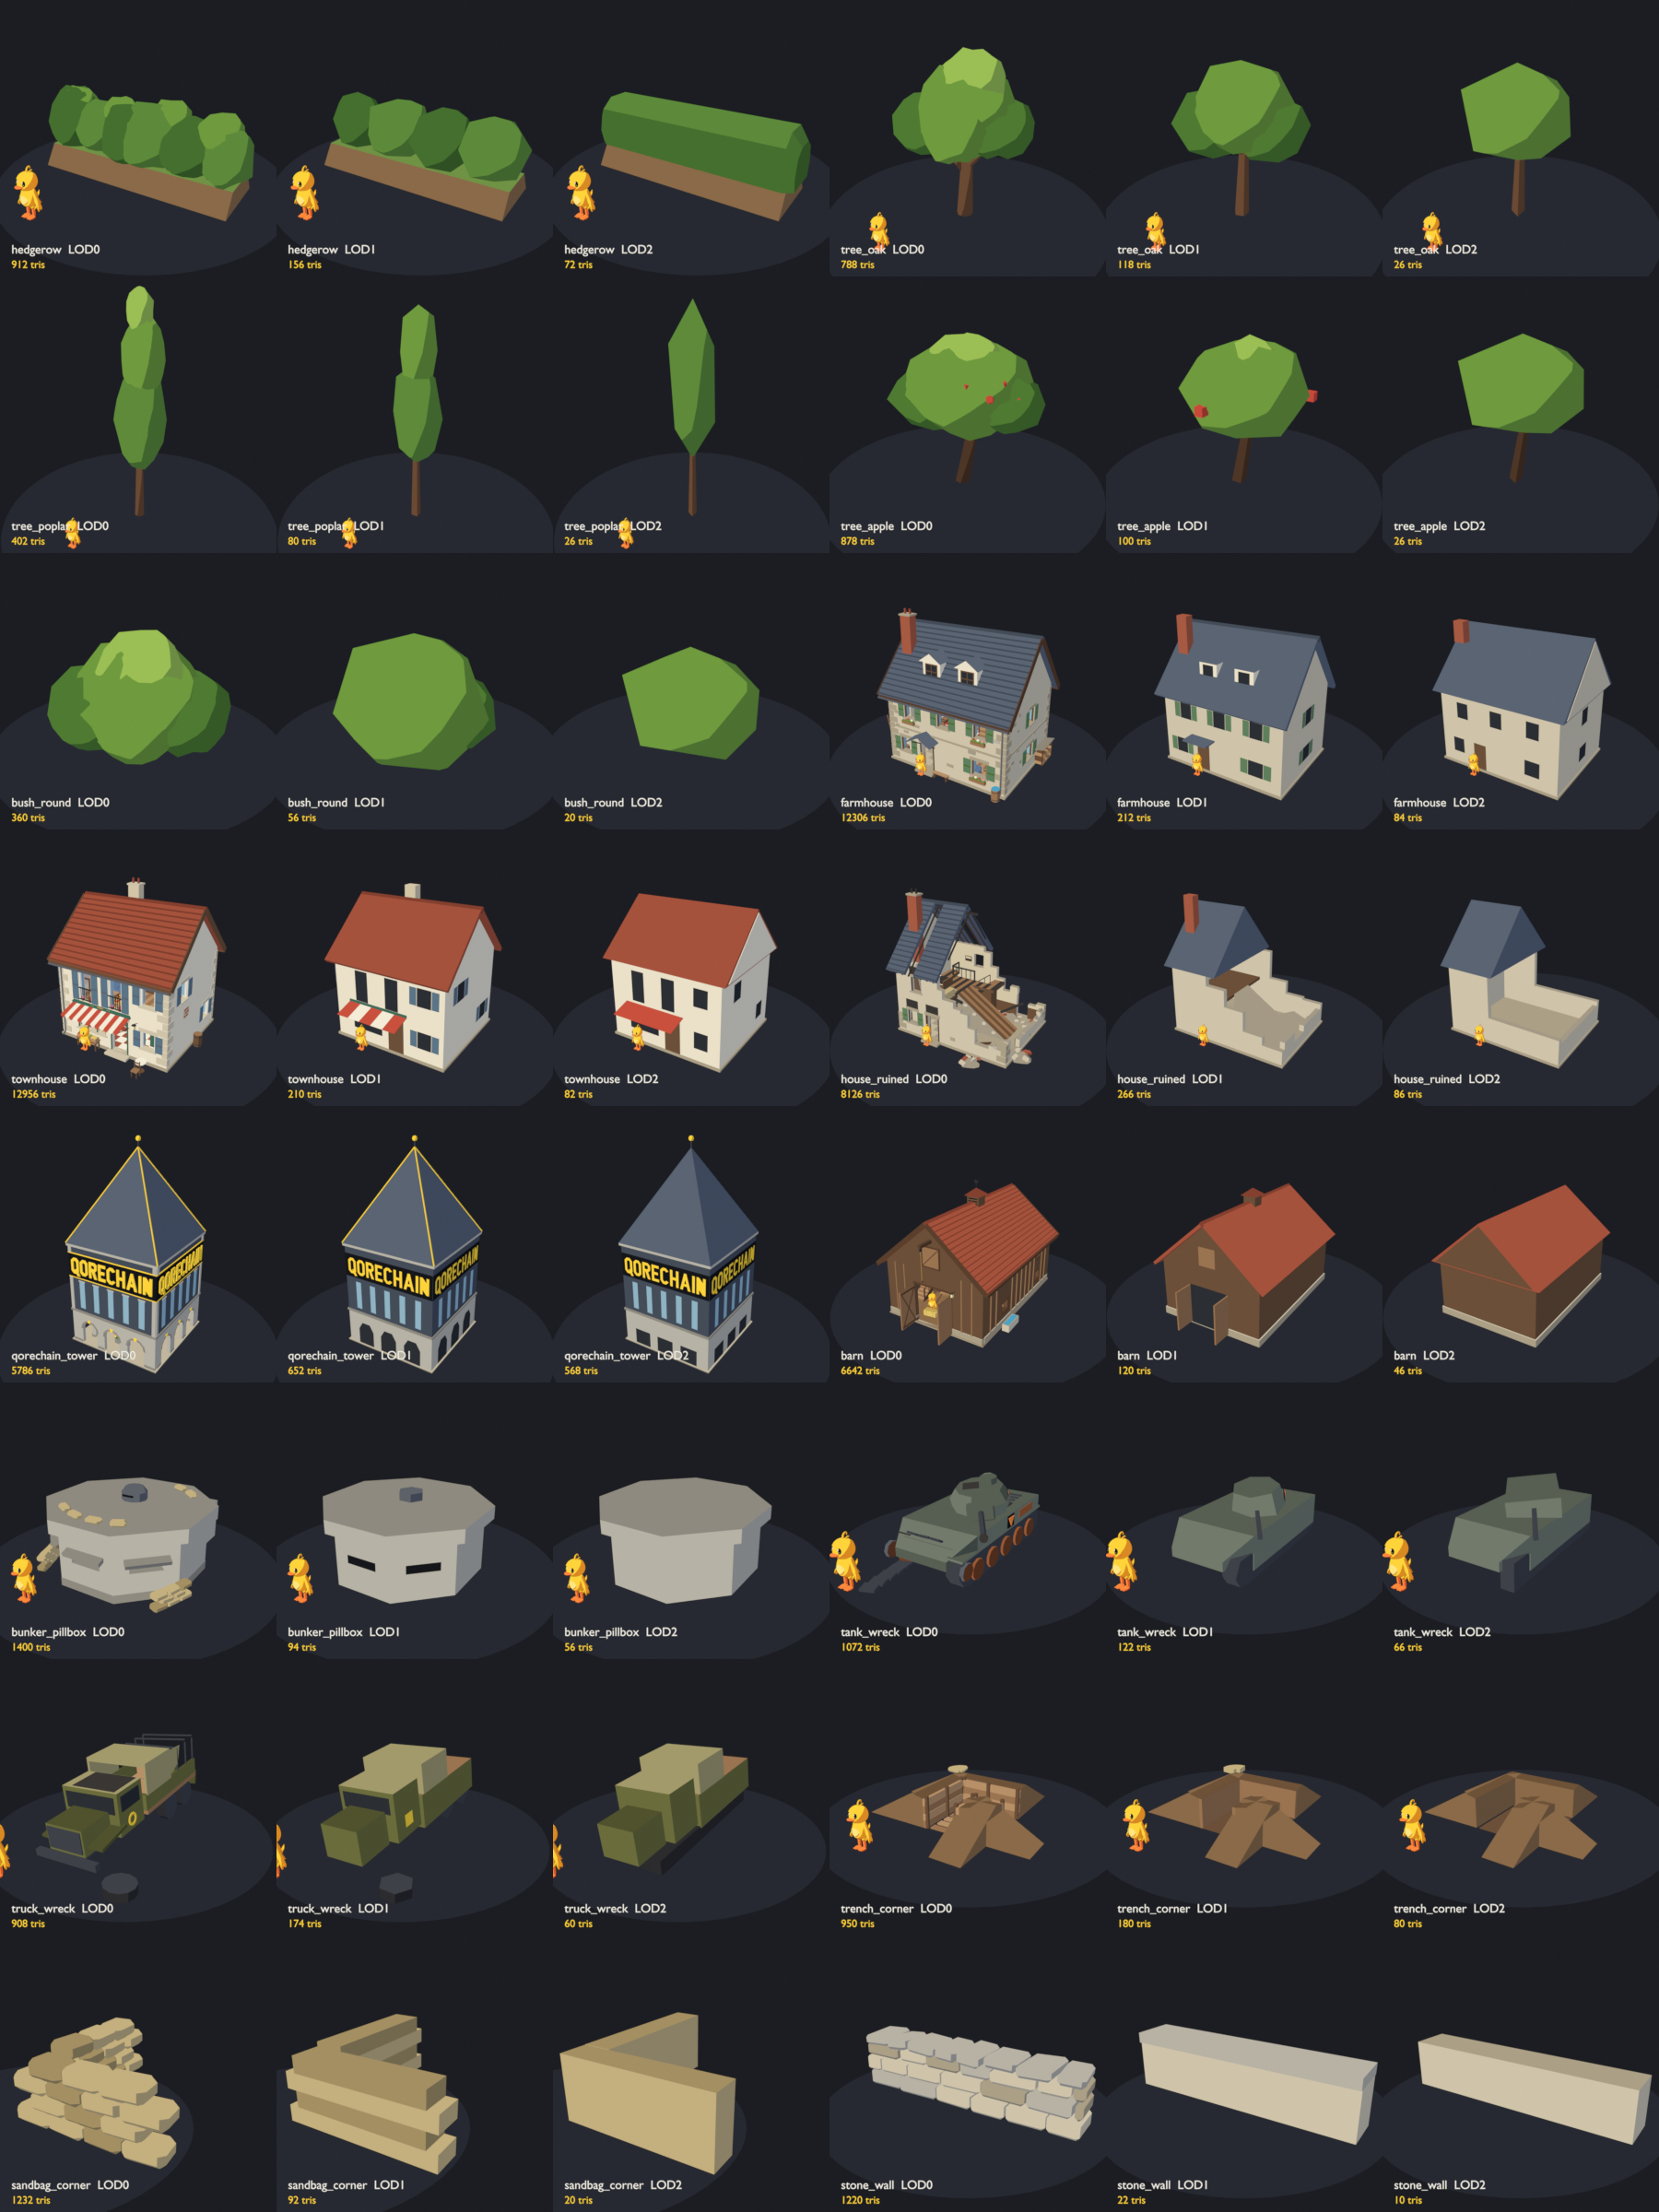 hedgerow LOD0
912 tris
hedgerow LOD1
156 tris
hedgerow LOD2
72 tris
tree_oak LOD0
788 tris
tree_oak LOD1
118 tris
tree_oak LOD2
26 tris
tree_poplar LOD0
402 tris
tree_poplar LOD1
80 tris
tree_poplar LOD2
26 tris
tree_apple LOD0
878 tris
tree_apple LOD1
100 tris
tree_apple LOD2
26 tris
bush_round LOD0
360 tris
bush_round LOD1
56 tris
bush_round LOD2
20 tris
farmhouse LOD0
12306 tris
farmhouse LOD1
212 tris
farmhouse LOD2
84 tris
townhouse LOD0
12956 tris
townhouse LOD1
210 tris
townhouse LOD2
82 tris
house_ruined LOD0
8126 tris
house_ruined LOD1
266 tris
house_ruined LOD2
86 tris
QORECHAIN QORECHAIN
qorechain_tower LOD0
5786 tris
QORECHAIN QORECHAIN
qorechain_tower LOD1
652 tris
QORECHAIN QORECHAIN
qorechain_tower LOD2
568 tris
barn LOD0
6642 tris
barn LOD1
120 tris
barn LOD2
46 tris
bunker_pillbox LOD0
1400 tris
bunker_pillbox LOD1
94 tris
bunker_pillbox LOD2
56 tris
tank_wreck LOD0
1072 tris
tank_wreck LOD1
122 tris
tank_wreck LOD2
66 tris
truck_wreck LOD0
908 tris
truck_wreck LOD1
174 tris
truck_wreck LOD2
60 tris
trench_corner LOD0
950 tris
trench_corner LOD1
180 tris
trench_corner LOD2
80 tris
sandbag_corner LOD0
1232 tris
sandbag_corner LOD1
92 tris
sandbag_corner LOD2
20 tris
stone_wall LOD0
1220 tris
stone_wall LOD1
22 tris
stone_wall LOD2
10 tris